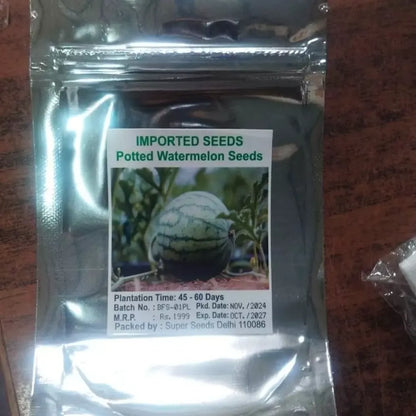 IMPORTED SEEDS
Potted Watermelon Seeds
Plantation Time: 45 - 60 Days
Batch No. : BFS-01PL Pkd. Date: NOV. / 2024
M.R.P. : Rs. 1999 Exp. Date: OCT. / 2027
Packed by : Super Seeds Delhi 110086